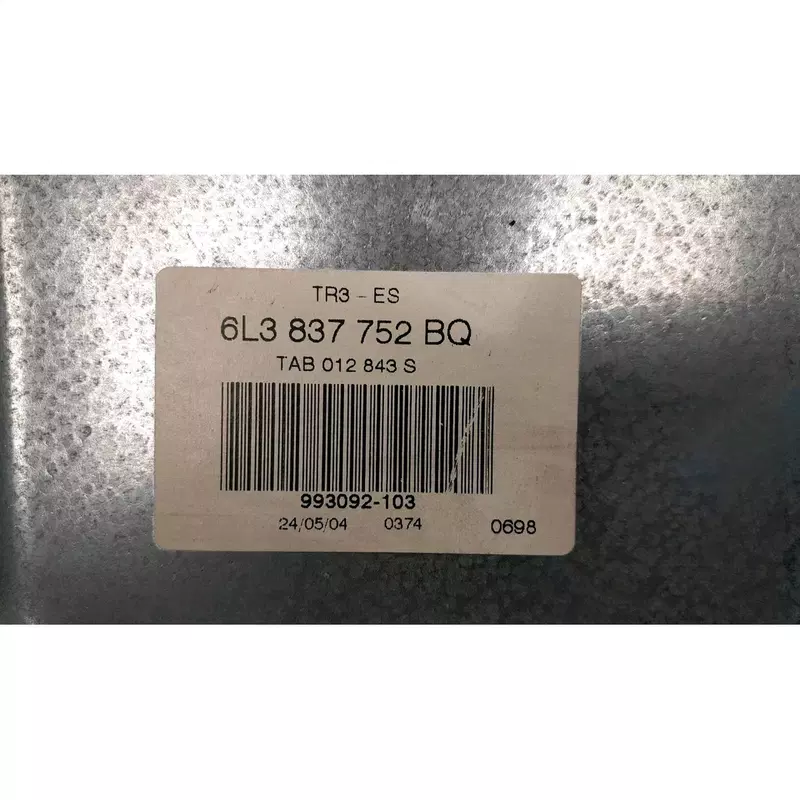 TR3 - ES
6L3 837 752 BQ
TAB 012 843 S
993092-103
24/05/04 0374 0698